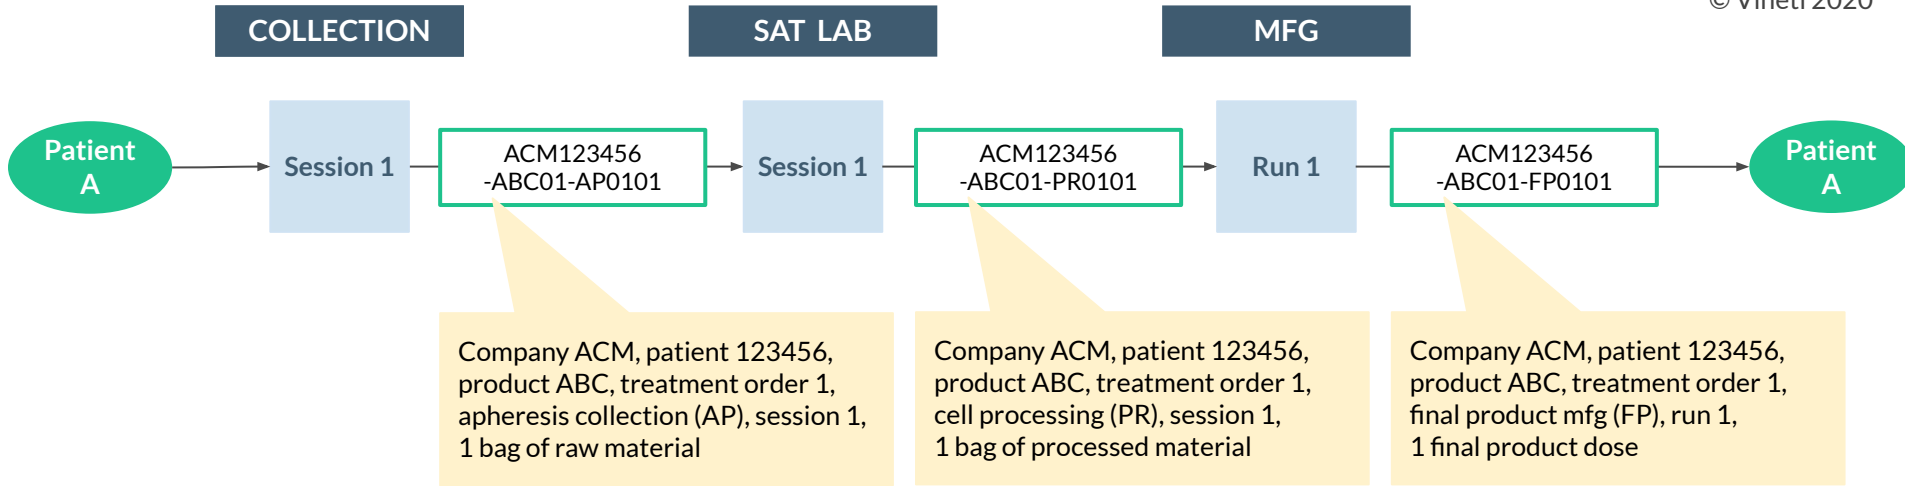 © Vineti 2020
COLLECTION
SAT LAB
MFG
Patient
A
Session 1
ACM123456
-ABC01-AP0101
Session 1
ACM123456
-ABC01-PR0101
Run 1
ACM123456
-ABC01-FP0101
Patient
A
Company ACM, patient 123456,
product ABC, treatment order 1,
apheresis collection (AP), session 1,
1 bag of raw material
Company ACM, patient 123456,
product ABC, treatment order 1,
cell processing (PR), session 1,
1 bag of processed material
Company ACM, patient 123456,
product ABC, treatment order 1,
final product mfg (FP), run 1,
1 final product dose